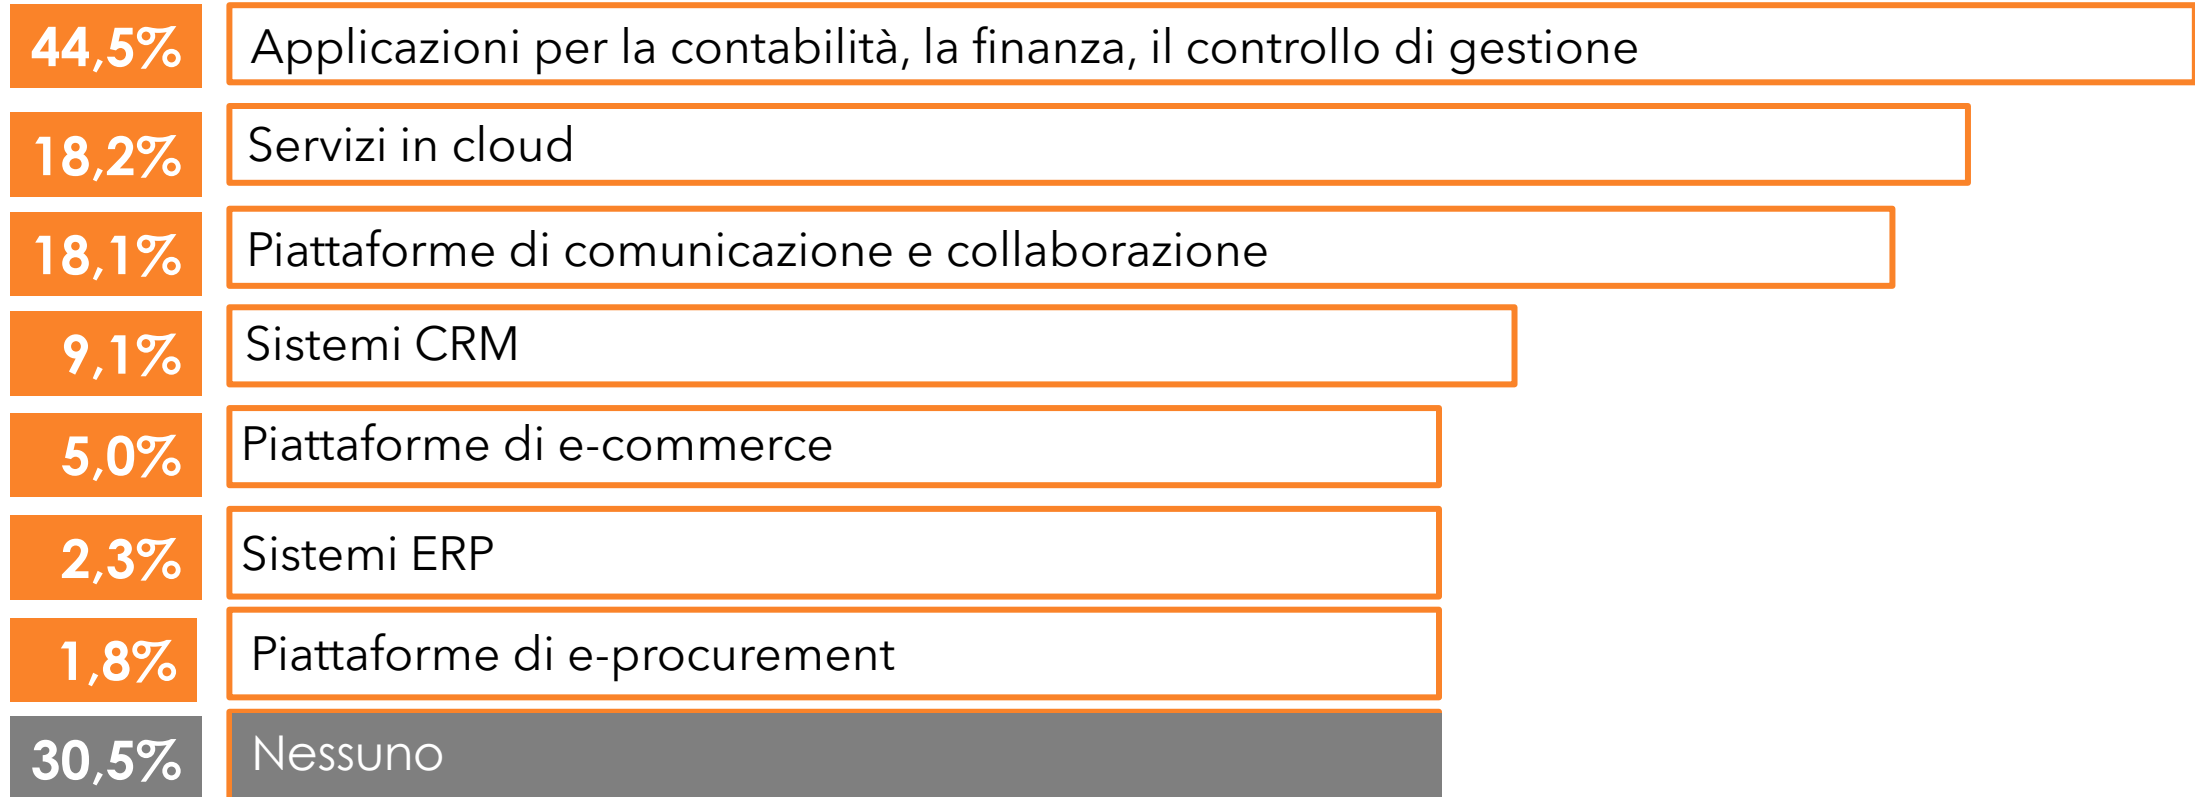 44,5% Applicazioni per la contabilità, la finanza, il controllo di gestione
18,2% Servizi in cloud
18,1% Piattaforme di comunicazione e collaborazione
9,1% Sistemi CRM
5,0% Piattaforme di e-commerce
2,3% Sistemi ERP
1,8% Piattaforme di e-procurement
30,5% Nessuno